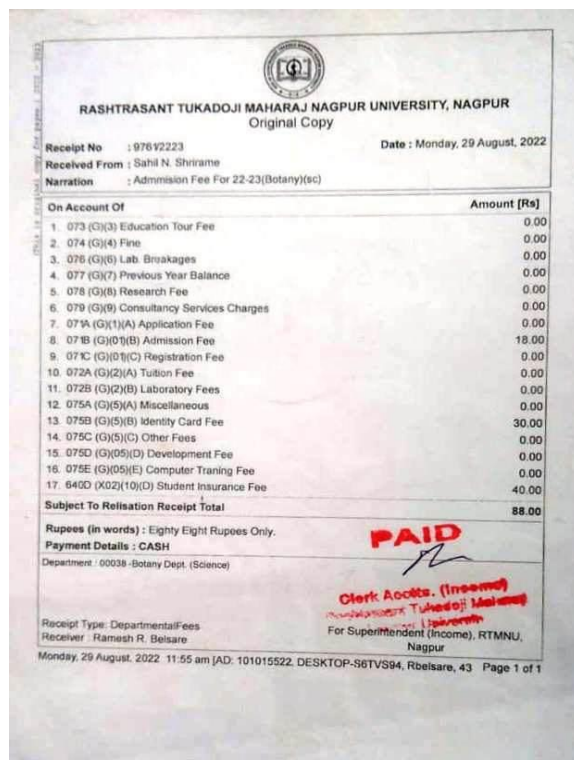 RASHTRASANT TUKADOJI MAHARAJ NAGPUR UNIVERSITY, NAGPUR
Original Copy
Receipt No : 976\2223 Date : Monday, 29 August, 2022
Received From : Sahil N. Shrirame
Narration : Admmision Fee For 22-23(Botany)(sc)
On Account Of Amount [Rs]
1. 073 (G)(3) Education Tour Fee 0.00
2. 074 (G)(4) Fine 0.00
3. 076 (G)(6) Lab. Breakages 0.00
4. 077 (G)(7) Previous Year Balance 0.00
5. 078 (G)(8) Research Fee 0.00
6. 079 (G)(9) Consultancy Services Charges 0.00
7. 071A (G)(1)(A) Application Fee 0.00
8. 071B (G)(01)(B) Admission Fee 18.00
9. 071C (G)(01)(C) Registration Fee 0.00
10. 072A (G)(2)(A) Tuition Fee 0.00
11. 072B (G)(2)(B) Laboratory Fees 0.00
12. 075A (G)(5)(A) Miscellaneous 0.00
13. 075B (G)(5)(B) Identity Card Fee 30.00
14. 075C (G)(5)(C) Other Fees 0.00
15. 075D (G)(05)(D) Development Fee 0.00
16. 075E (G)(05)(E) Computer Traning Fee 0.00
17. 640D (X02)(10)(D) Student Insurance Fee 40.00
Subject To Relisation Receipt Total 88.00
Rupees (in words) : Eighty Eight Rupees Only.
Payment Details : CASH
PAID
Department : 00038 -Botany Dept. (Science)
Clerk Acctts. (Income)
Tukadoji
Receipt Type: DepartmentalFees
Receiver : Ramesh R. Belsare
For Superintendent (Income), RTMNU,
Nagpur
Monday, 29 August, 2022 11:55 am [AD: 101015522, DESKTOP-S6TVS94, Rbelsare, 43 Page 1 of 1